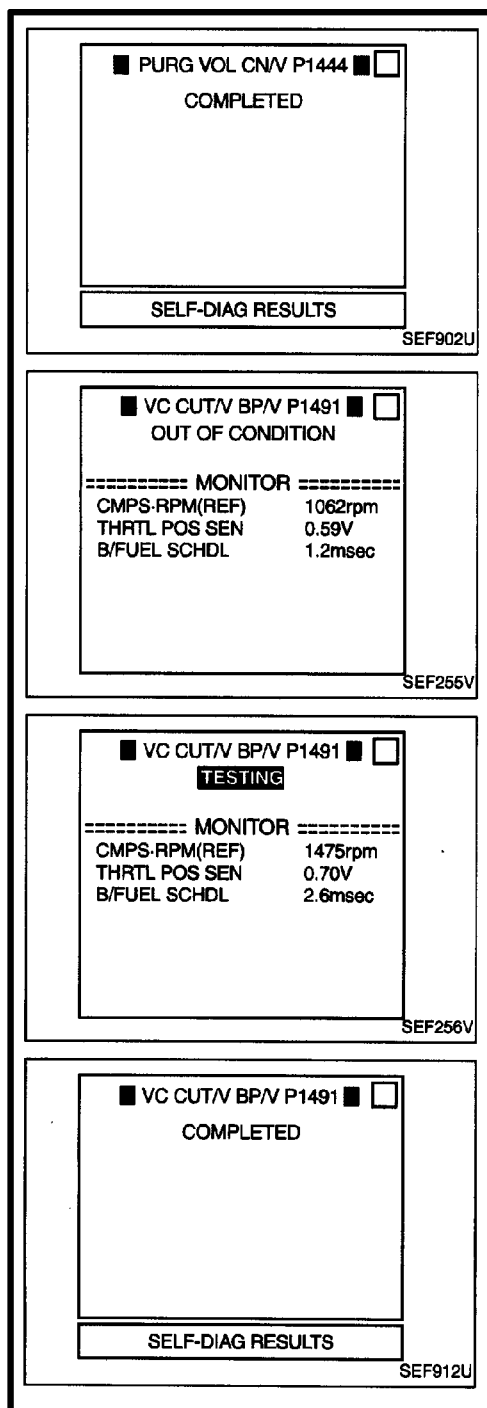 ■ PURG VOL CN/V P1444 ■ □
COMPLETED
SELF-DIAG RESULTS
SEF902U
■ VC CUT/V BP/V P1491 ■ □
OUT OF CONDITION
========== MONITOR ==========
CMPS·RPM(REF) 1062rpm
THRTL POS SEN 0.59V
B/FUEL SCHDL 1.2msec
SEF255V
■ VC CUT/V BP/V P1491 ■ □
TESTING
========== MONITOR ==========
CMPS·RPM(REF) 1475rpm
THRTL POS SEN 0.70V
B/FUEL SCHDL 2.6msec
SEF256V
■ VC CUT/V BP/V P1491 ■ □
COMPLETED
SELF-DIAG RESULTS
SEF912U